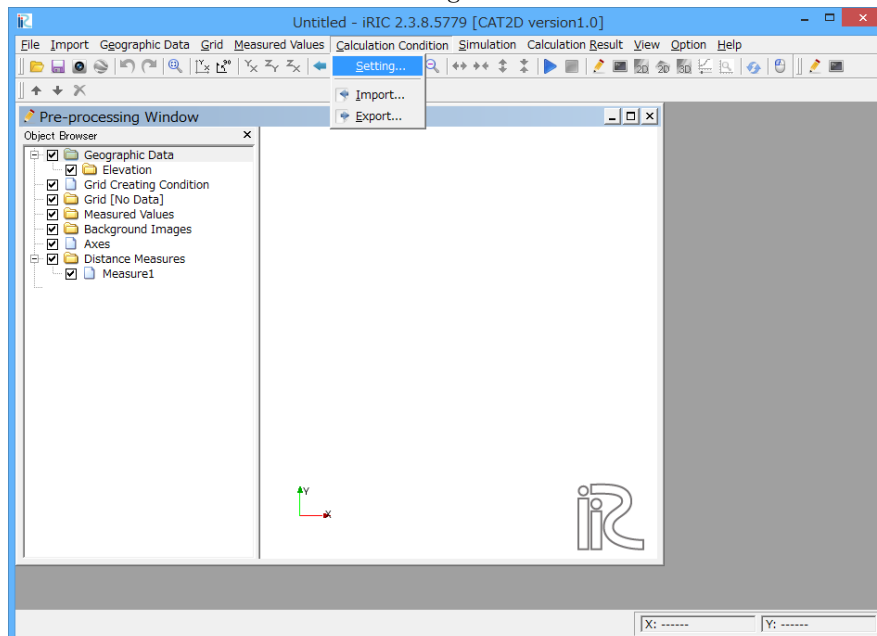 Untitled - iRIC 2.3.8.5779 [CAT2D version1.0]
File Import Geographic Data Grid Measured Values Calculation Condition Simulation Calculation Result View Option Help
Setting...
Import...
Export...
Pre-processing Window
Object Browser
Geographic Data
Elevation
Grid Creating Condition
Grid [No Data]
Measured Values
Background Images
Axes
Distance Measures
Measure1
Y
X
iRIC
X: ------ Y: ------